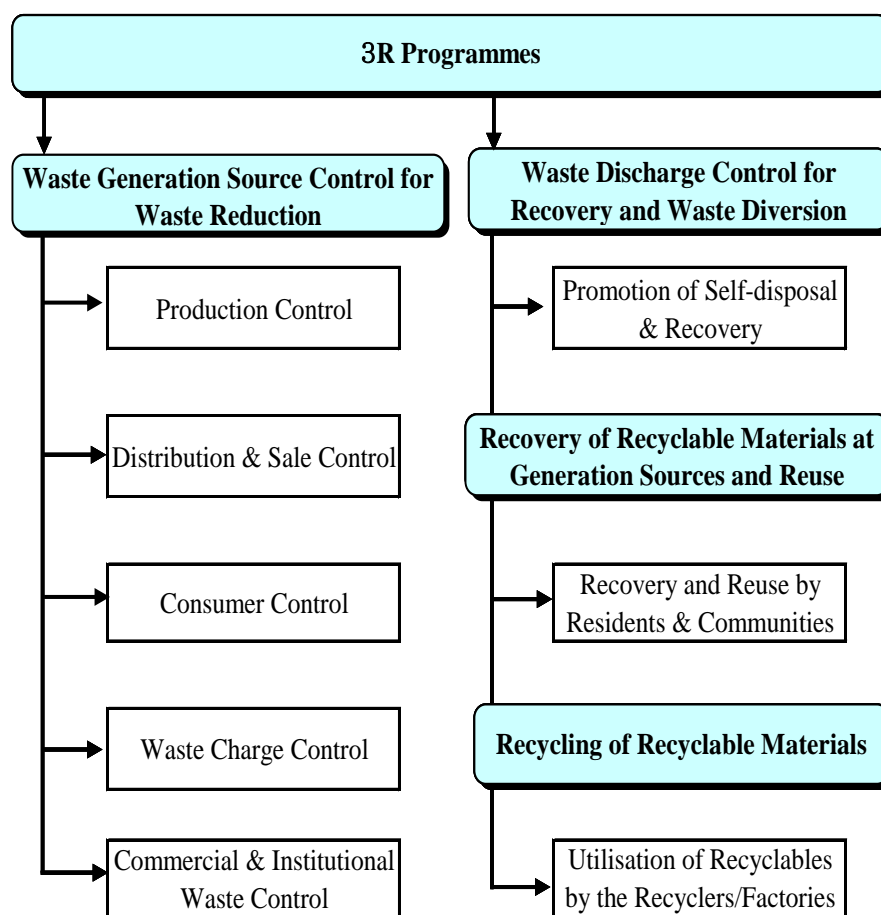 3R Programmes
Waste Generation Source Control for
Waste Reduction
Production Control
Distribution & Sale Control
Consumer Control
Waste Charge Control
Commercial & Institutional
Waste Control
Waste Discharge Control for
Recovery and Waste Diversion
Promotion of Self-disposal
& Recovery
Recovery of Recyclable Materials at
Generation Sources and Reuse
Recovery and Reuse by
Residents & Communities
Recycling of Recyclable Materials
Utilisation of Recyclables
by the Recyclers/Factories